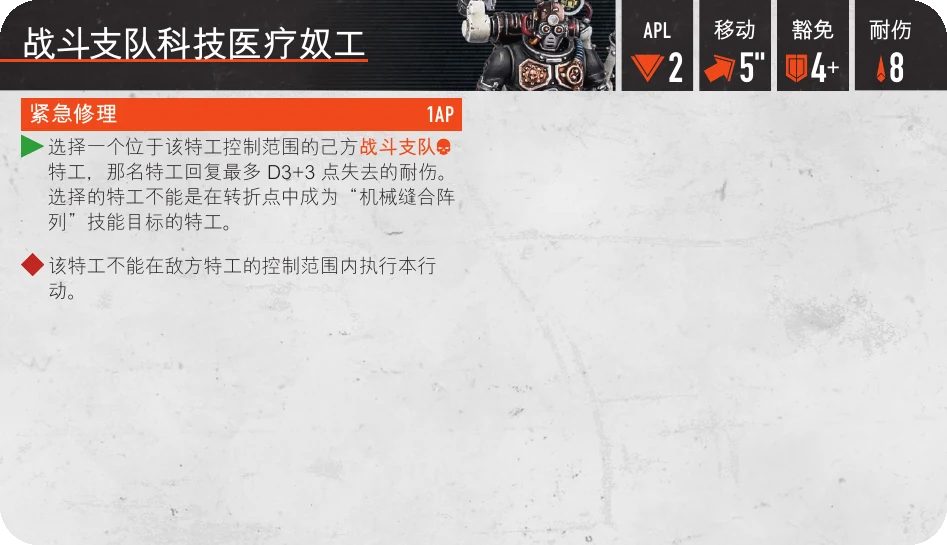 战斗支队科技医疗奴工
APL
2
移动
5"
豁免
4+
耐伤
8
紧急修理 1AP
选择一个位于该特工控制范围的己方战斗支队
特工，那名特工回复最多 D3+3 点失去的耐伤。
选择的特工不能是在转折点中成为“机械缝合阵
列”技能目标的特工。
该特工不能在敌方特工的控制范围内执行本行
动。